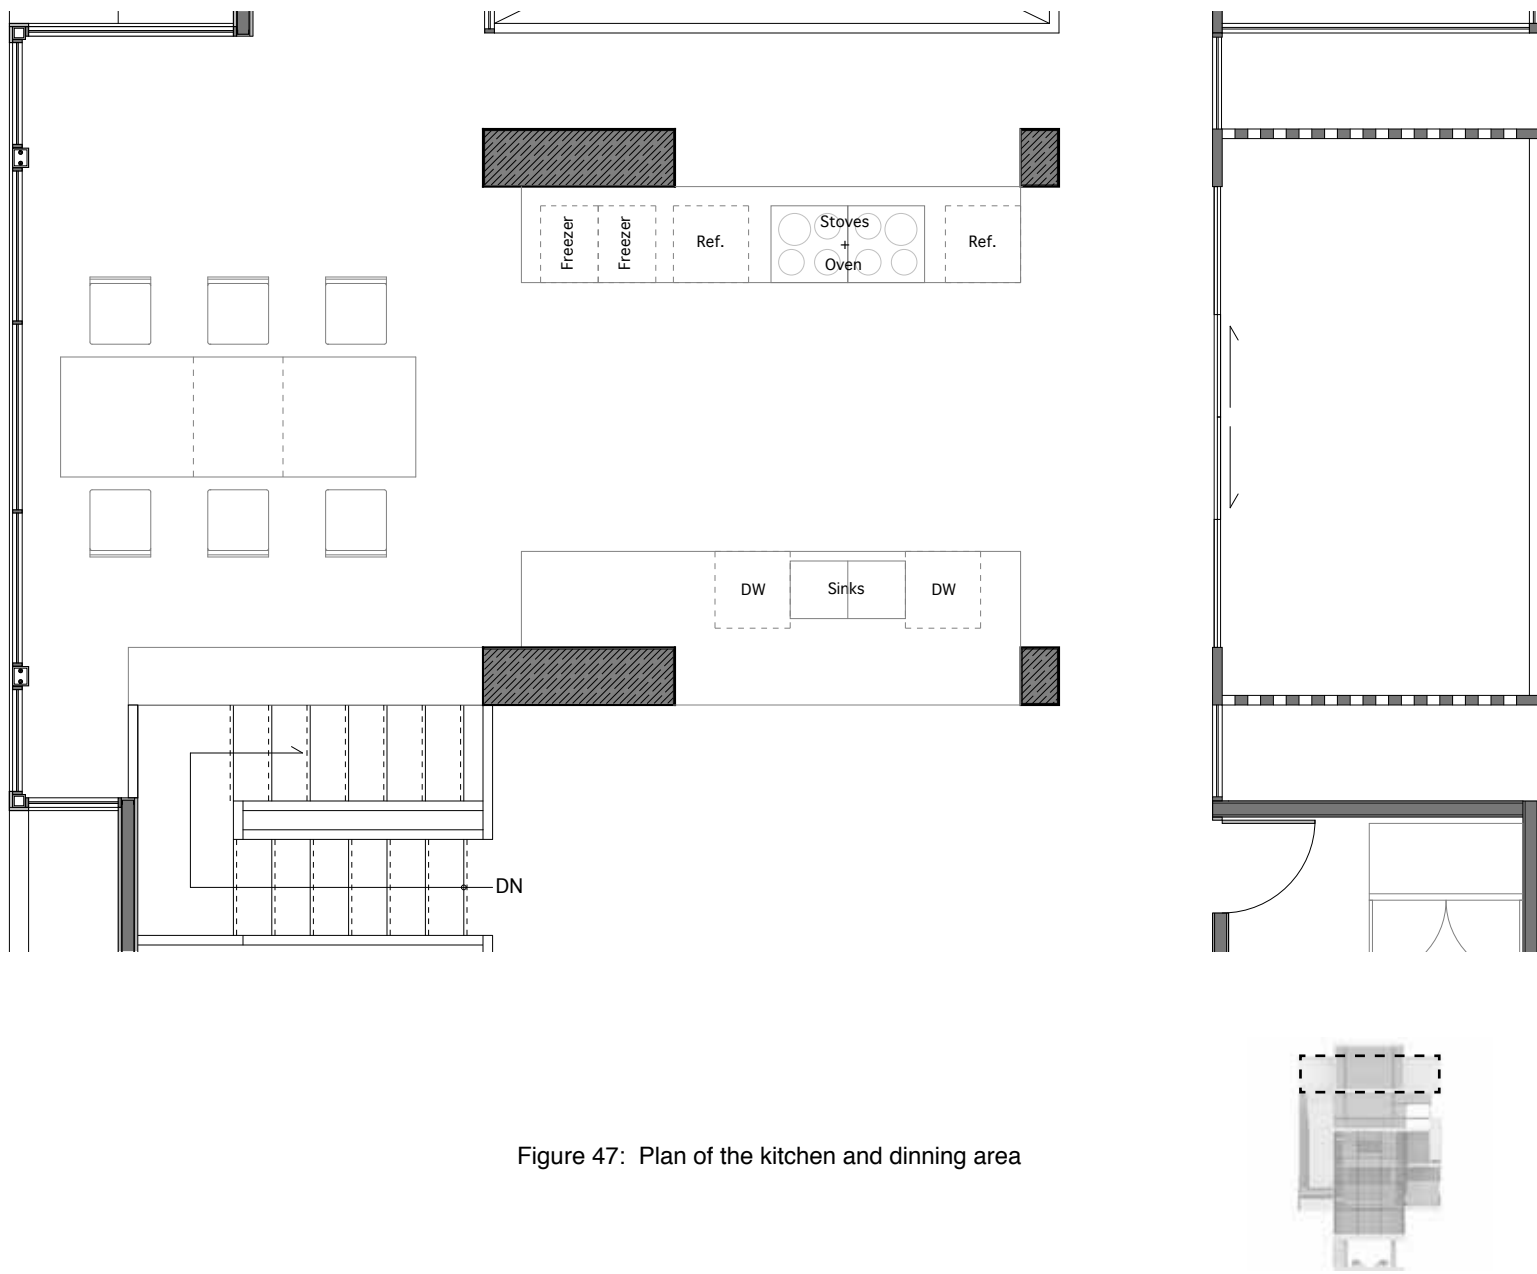 Freezer
Freezer
Ref.
Stoves
+
Oven
Ref.
DW
Sinks
DW
DN
Figure 47: Plan of the kitchen and dinning area